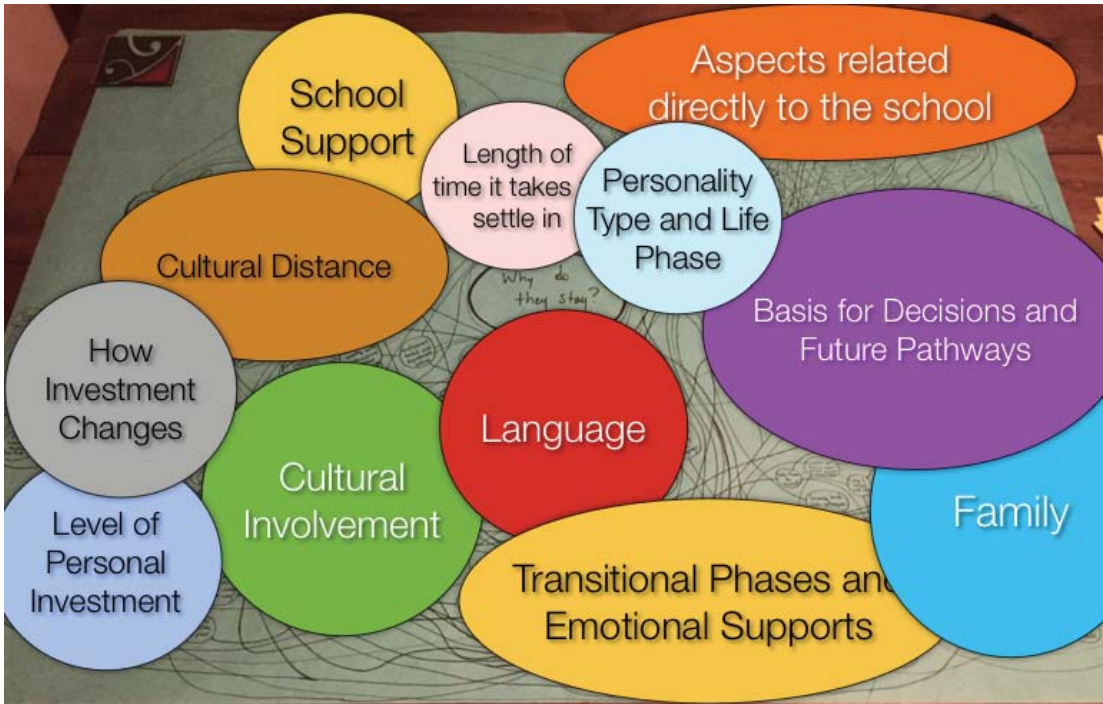 School
Support
Aspects related
directly to the school
Length of
time it takes
settle in
Personality
Type and Life
Phase
Cultural Distance
Why do
they stay?
Basis for Decisions and
Future Pathways
How
Investment
Changes
Language
Cultural
Involvement
Family
Level of
Personal
Investment
Transitional Phases and
Emotional Supports